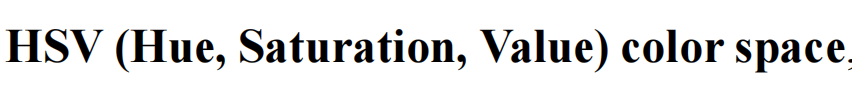 HSV (Hue, Saturation, Value) color space,